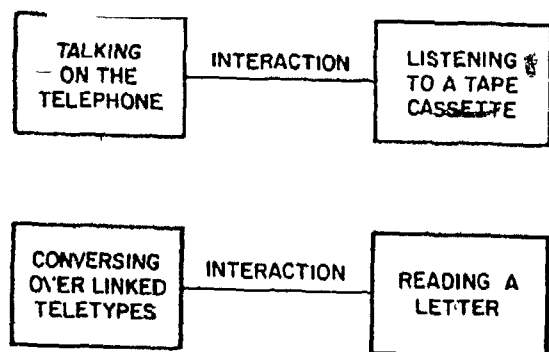 TALKING
ON THE
TELEPHONE
INTERACTION
LISTENING
TO A TAPE
CASSETTE
CONVERSING
OVER LINKED
TELETYPES
INTERACTION
READING A
LETTER